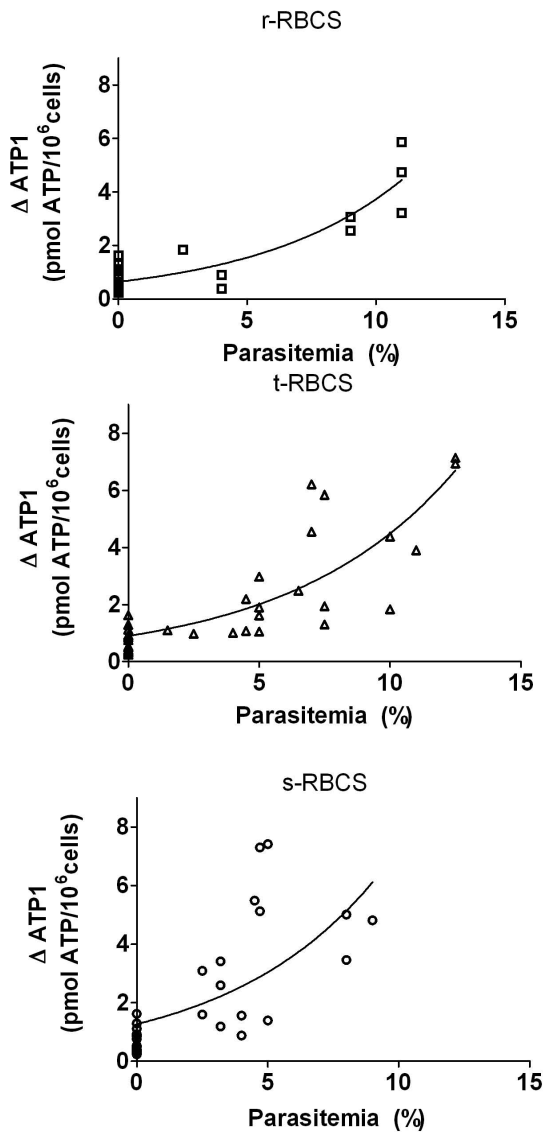 r-RBCS
Δ ATP1
(pmol ATP/10⁶cells)
8
6
4
2
0
0 5 10 15
Parasitemia (%)
t-RBCS
Δ ATP1
(pmol ATP/10⁶cells)
8
6
4
2
0
0 5 10 15
Parasitemia (%)
s-RBCS
Δ ATP1
(pmol ATP/10⁶cells)
8
6
4
2
0
0 5 10 15
Parasitemia (%)